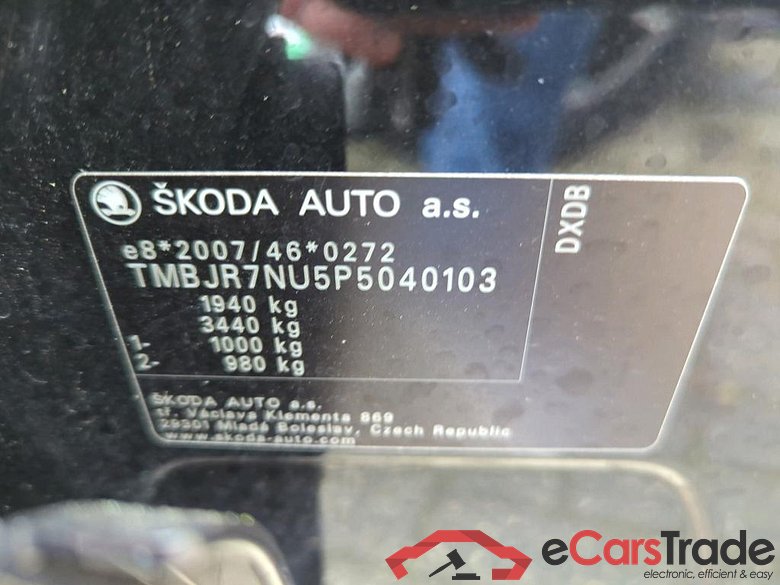 ŠKODA AUTO a.s.
DXDB
e8*2007/46*0272
TMBJR7NU5P5040103
1940 kg
3440 kg
1- 1000 kg
2- 980 kg
ŠKODA AUTO a.s.
tř. Václava Klementa 869
29301 Mladá Boleslav, Czech Republic
www.skoda-auto.com
eCarsTrade
electronic, efficient & easy